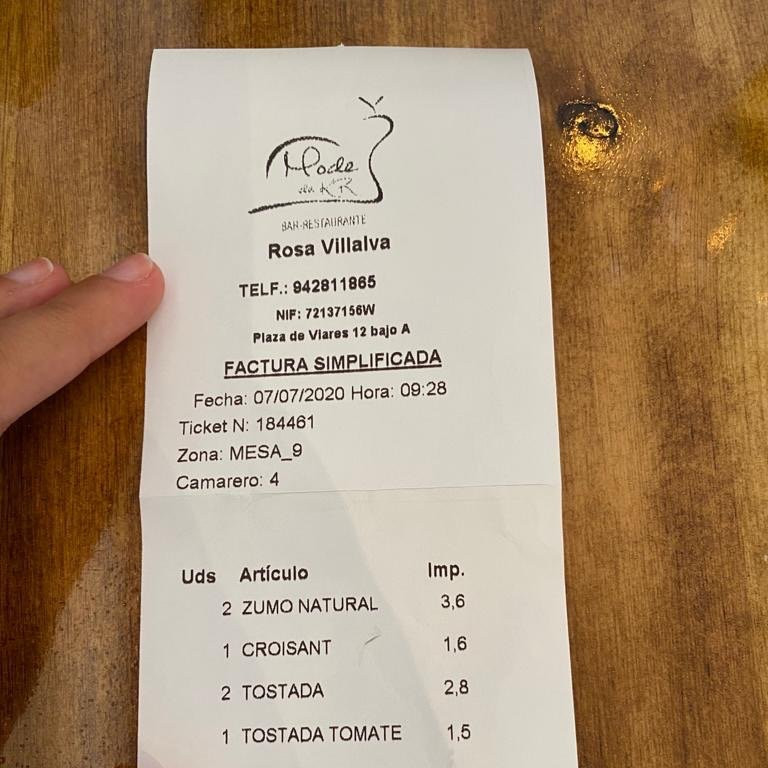 Mode
BAR-RESTAURANTE
Rosa Villalva
TELF.: 942811865
NIF: 72137156W
Plaza de Viares 12 bajo A
FACTURA SIMPLIFICADA
Fecha: 07/07/2020 Hora: 09:28
Ticket N: 184461
Zona: MESA_9
Camarero: 4
Uds Artículo Imp.
2 ZUMO NATURAL 3,6
1 CROISANT 1,6
2 TOSTADA 2,8
1 TOSTADA TOMATE 1,5